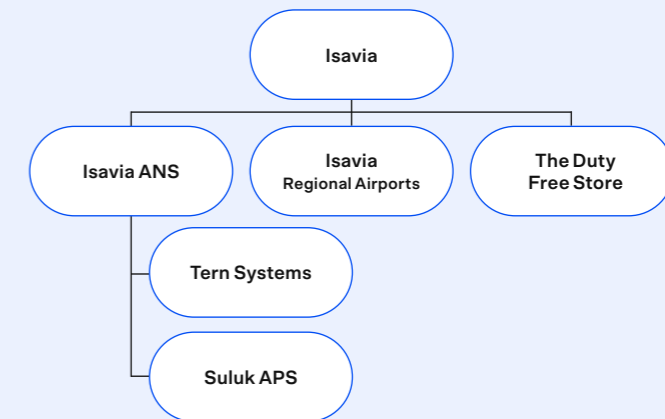 Isavia
Isavia ANS
Isavia
Regional Airports
The Duty
Free Store
Tern Systems
Suluk APS